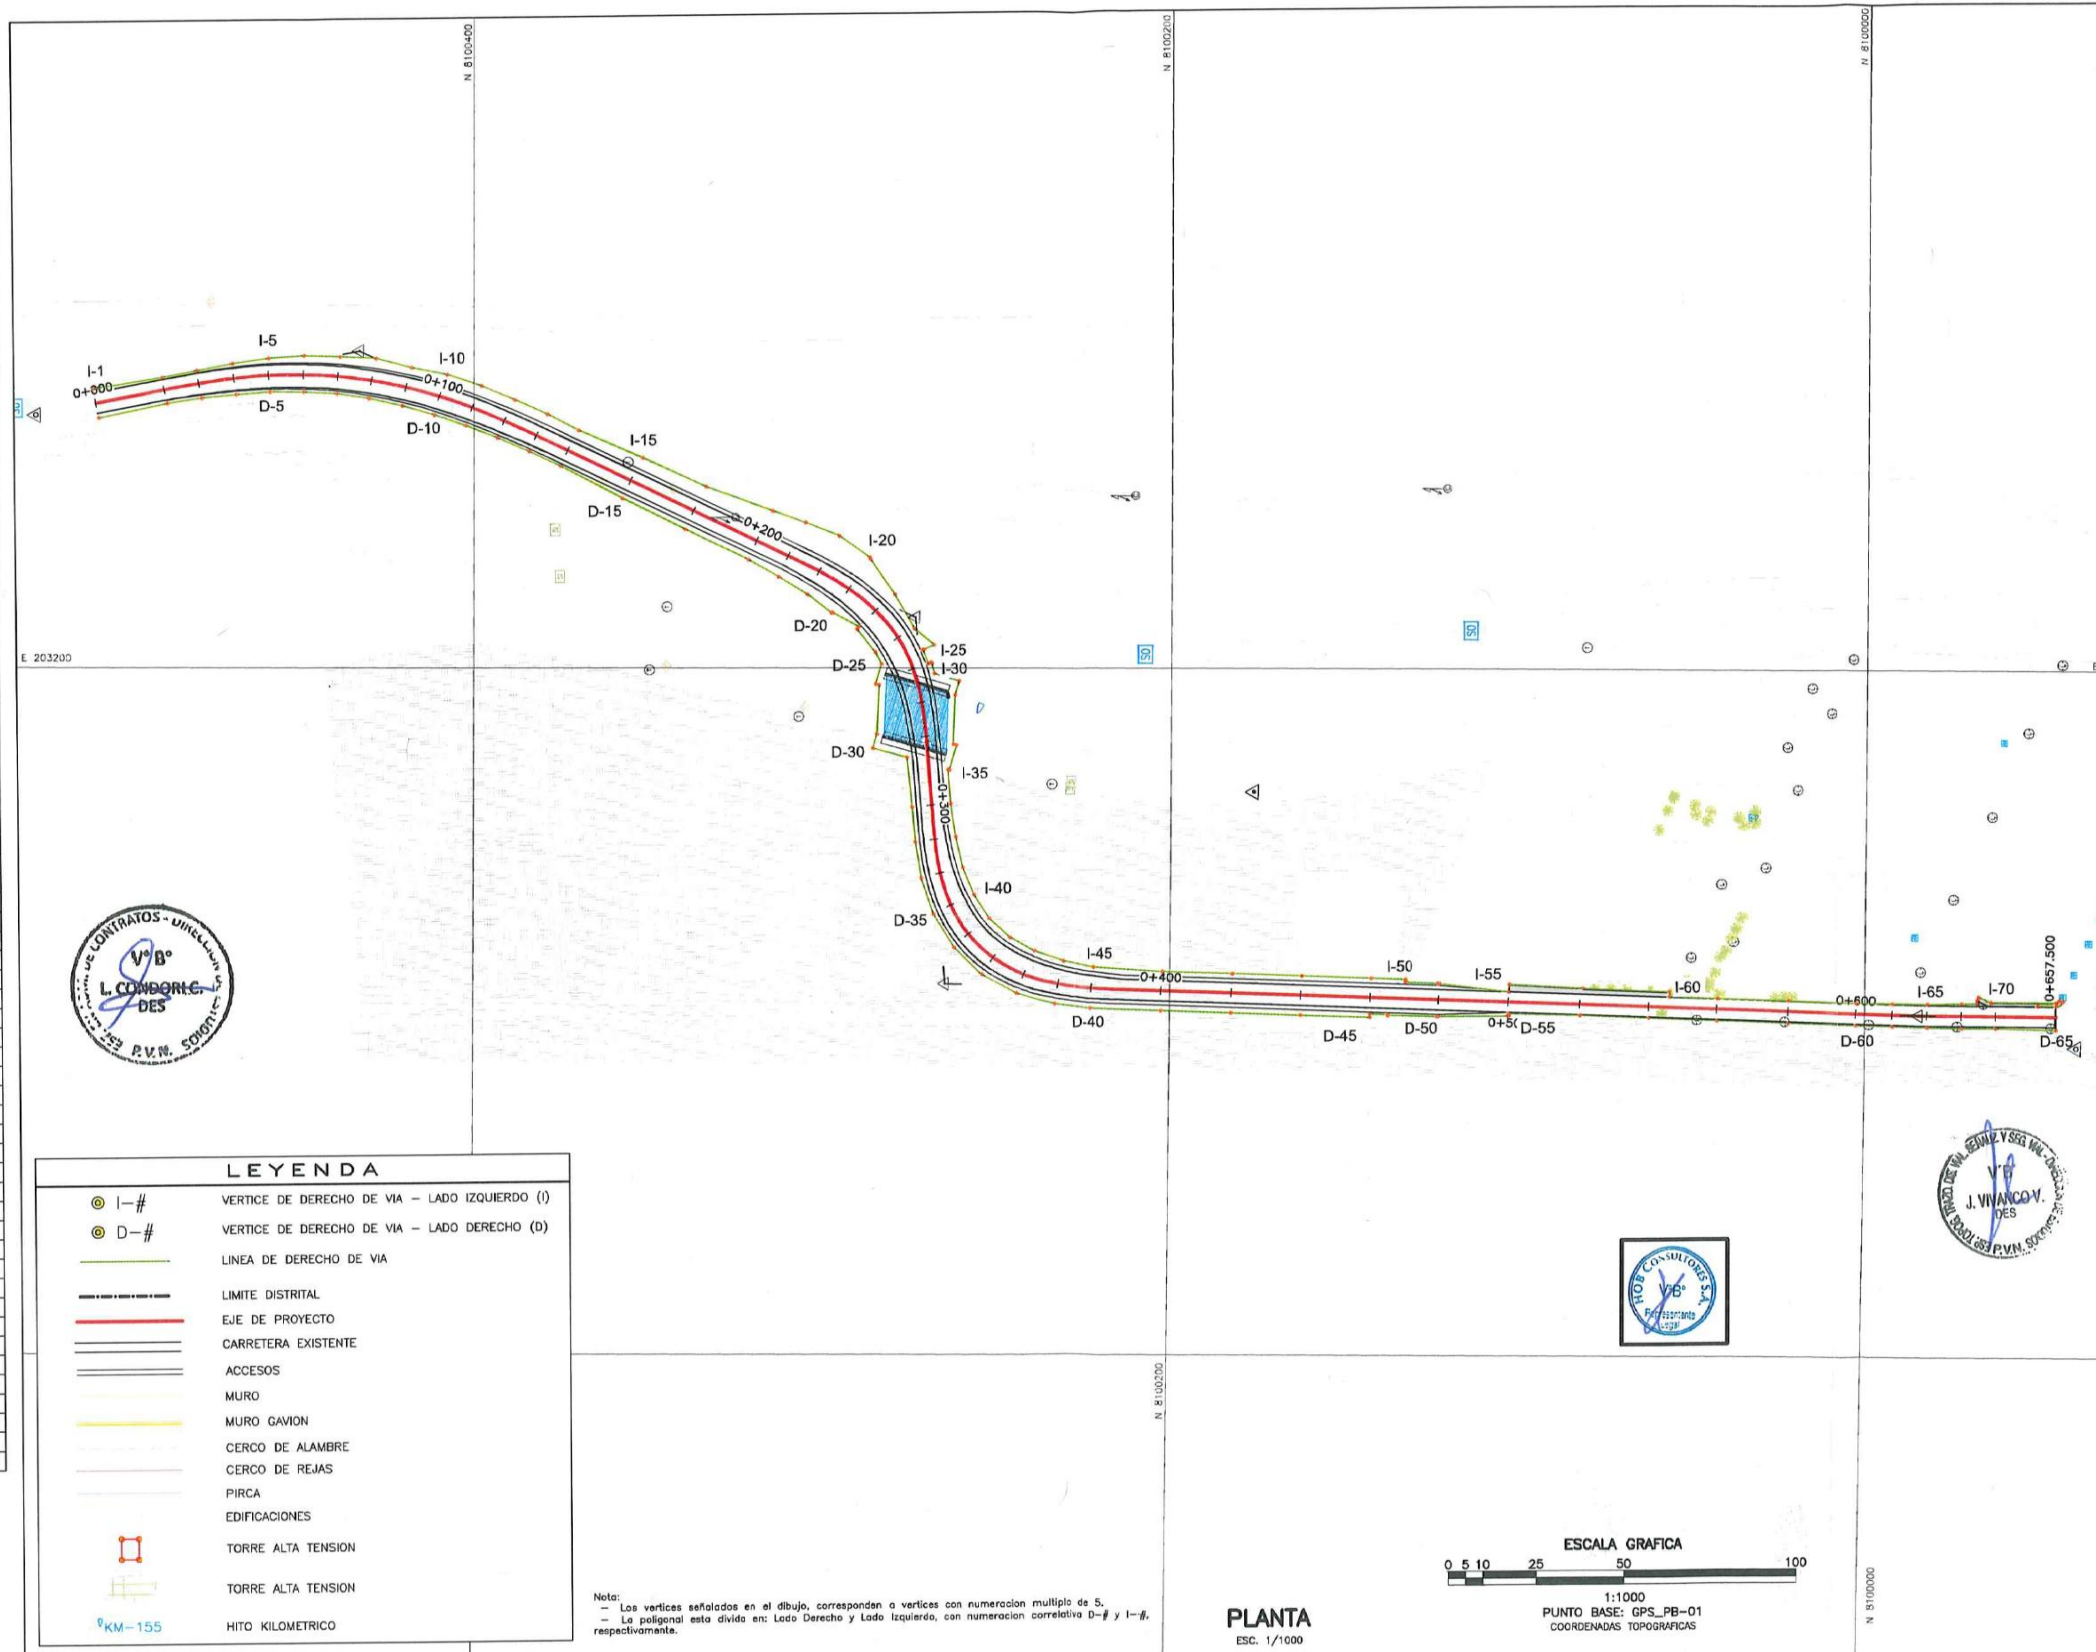 N 8100400
N 8100200
N 8100000
I-1
0+000
I-5
D-5
I-10
0+100
D-10
I-15
D-15
0+200
I-20
D-20
I-25
D-25
I-30
E 203200
SO
SO
D-30
I-35
0+300
I-40
D-35
I-45
0+400
D-40
I-50
I-55
D-45
D-50
D-55
I-60
0+600
I-65
I-70
0+657.500
D-60
D-65
V° B°
L. CONDORI C.
DES
P.V.N.
V°B°
J. VIVANCO V.
DES
P.V.N.
HOB CONSULTORES S.A.
V°B°
Representante
Legal
LEYENDA
I-# VERTICE DE DERECHO DE VIA - LADO IZQUIERDO (I)
D-# VERTICE DE DERECHO DE VIA - LADO DERECHO (D)
LINEA DE DERECHO DE VIA
LIMITE DISTRITAL
EJE DE PROYECTO
CARRETERA EXISTENTE
ACCESOS
MURO
MURO GAVION
CERCO DE ALAMBRE
CERCO DE REJAS
PIRCA
EDIFICACIONES
TORRE ALTA TENSION
TORRE ALTA TENSION
KM-155 HITO KILOMETRICO
N 8100200
N 8100000
Nota:
- Los vertices señalados en el dibujo, corresponden a vertices con numeracion multiplo de 5.
- La poligonal esta divida en: Lado Derecho y Lado Izquierdo, con numeracion correlativa D-# y I-#,
respectivamente.
PLANTA
ESC. 1/1000
ESCALA GRAFICA
0 5 10 25 50 100
1:1000
PUNTO BASE: GPS_PB-01
COORDENADAS TOPOGRAFICAS